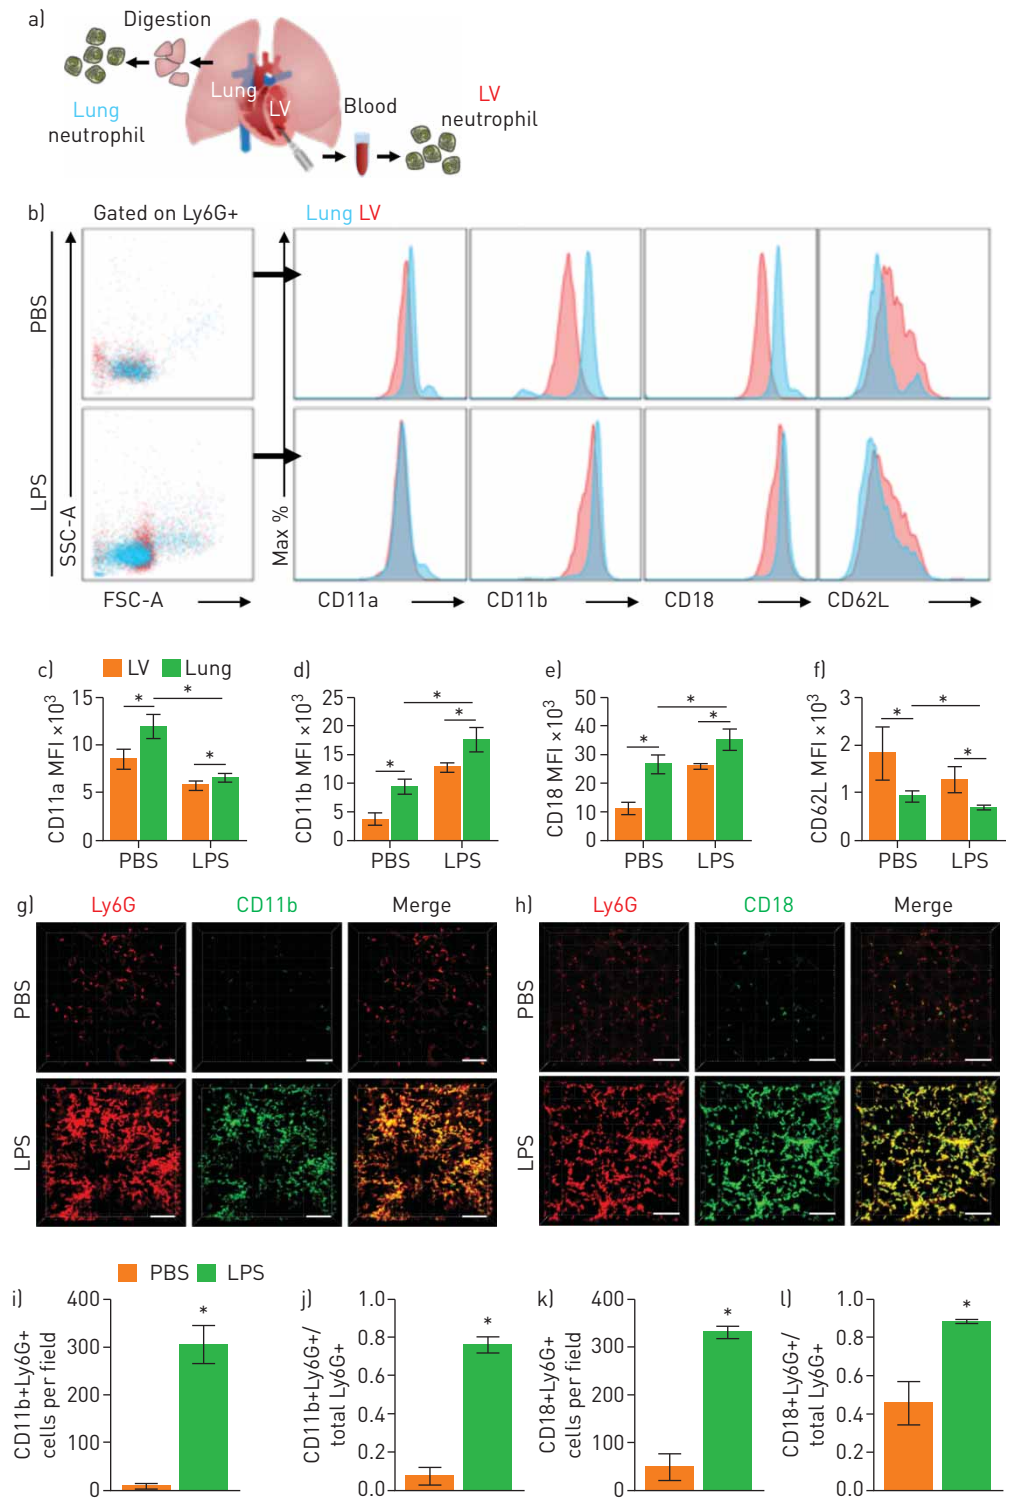 a)
Digestion
Lung
LV
Blood
LV
neutrophil
Lung
neutrophil
b)
Gated on Ly6G+
Lung LV
PBS
LPS
SSC-A
Max %
FSC-A
CD11a
CD11b
CD18
CD62L
c)
LV
Lung
CD11a MFI ×10³
15
10
5
0
*
*
*
PBS
LPS
d)
CD11b MFI ×10³
25
20
15
10
5
0
*
*
*
PBS
LPS
e)
CD18 MFI ×10³
50
40
30
20
10
0
*
*
*
PBS
LPS
f)
CD62L MFI ×10³
3
2
1
0
*
*
*
PBS
LPS
g)
Ly6G
CD11b
Merge
PBS
LPS
h)
Ly6G
CD18
Merge
PBS
LPS
PBS
LPS
i)
CD11b+Ly6G+
cells per field
400
300
200
100
0
*
j)
CD11b+Ly6G+/
total Ly6G+
1.0
0.8
0.6
0.4
0.2
0.0
*
k)
CD18+Ly6G+
cells per field
400
300
200
100
0
*
l)
CD18+Ly6G+/
total Ly6G+
1.0
0.8
0.6
0.4
0.2
0.0
*